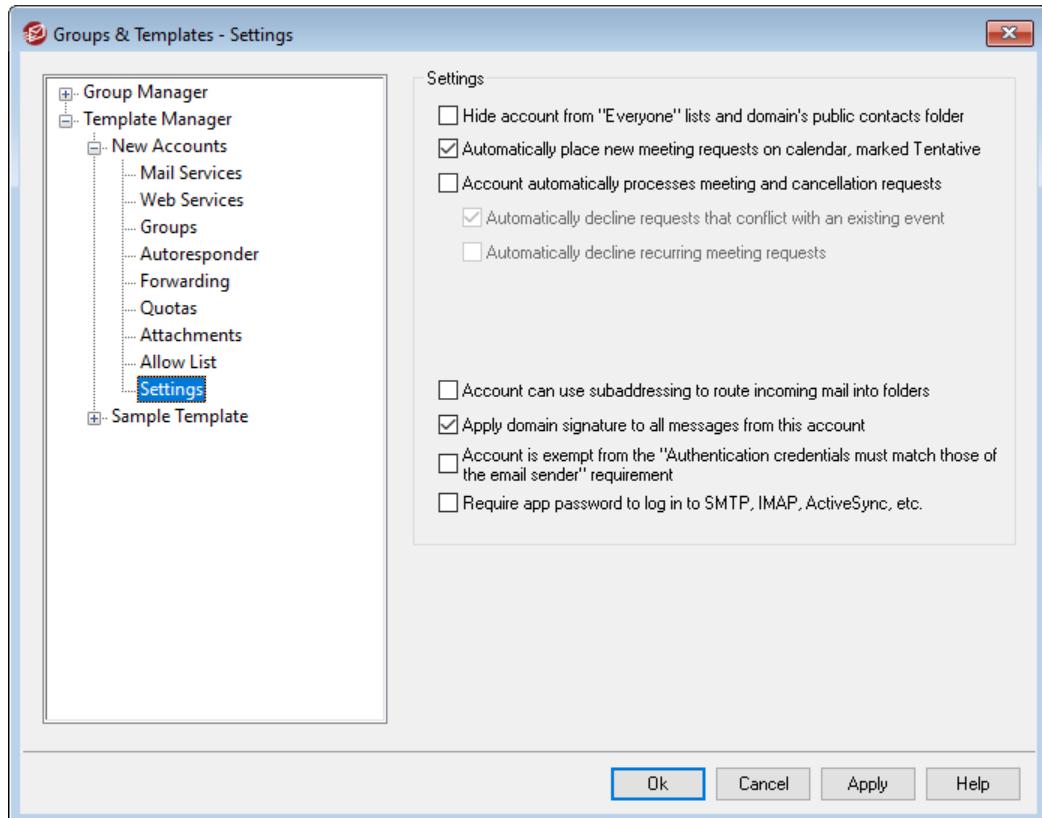 Groups & Templates - Settings
Group Manager
Template Manager
New Accounts
Mail Services
Web Services
Groups
Autoresponder
Forwarding
Quotas
Attachments
Allow List
Settings
Sample Template
Settings
Hide account from "Everyone" lists and domain's public contacts folder
Automatically place new meeting requests on calendar, marked Tentative
Account automatically processes meeting and cancellation requests
Automatically decline requests that conflict with an existing event
Automatically decline recurring meeting requests
Account can use subaddressing to route incoming mail into folders
Apply domain signature to all messages from this account
Account is exempt from the "Authentication credentials must match those of
the email sender" requirement
Require app password to log in to SMTP, IMAP, ActiveSync, etc.
Ok
Cancel
Apply
Help